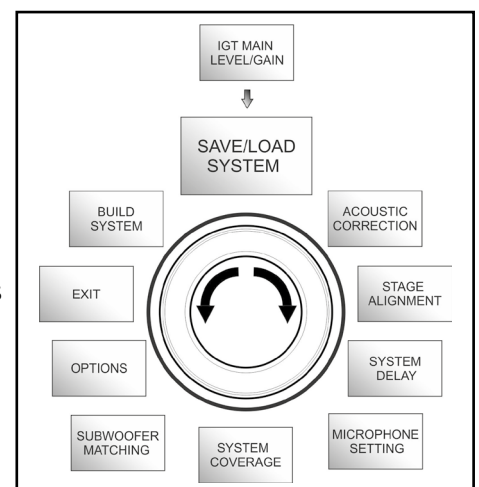 IGT MAIN
LEVEL/GAIN
SAVE/LOAD
SYSTEM
BUILD
SYSTEM
ACOUSTIC
CORRECTION
EXIT
STAGE
ALIGNMENT
OPTIONS
SYSTEM
DELAY
SUBWOOFER
MATCHING
SYSTEM
COVERAGE
MICROPHONE
SETTING